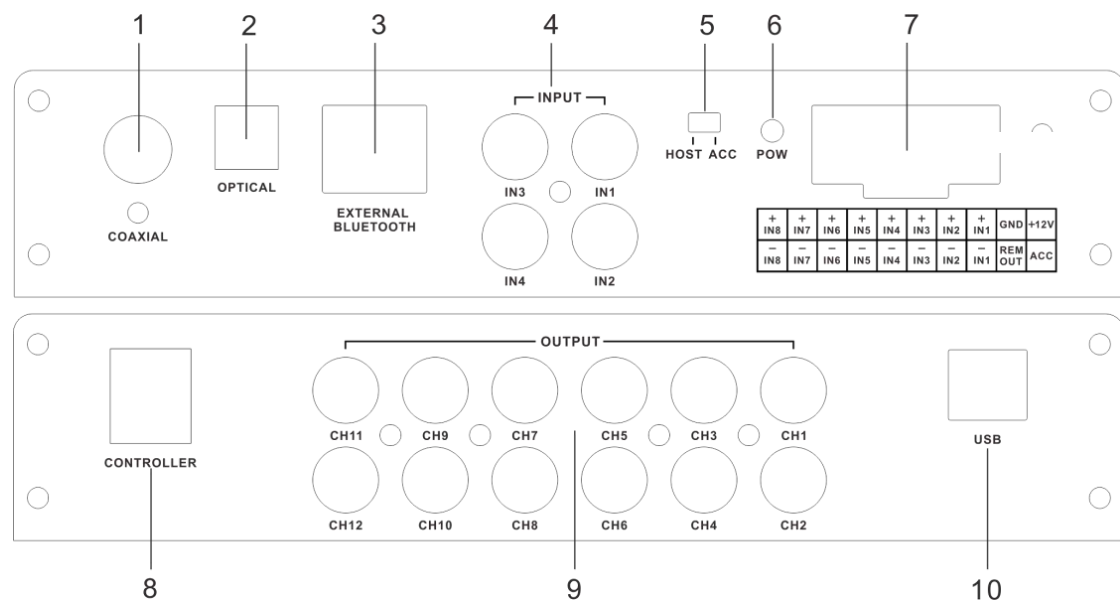 1 2 3 4 5 6 7
INPUT
HOST ACC POW
OPTICAL
IN3 IN1
EXTERNAL
BLUETOOTH
COAXIAL
+ + + + + + + +
IN8 IN7 IN6 IN5 IN4 IN3 IN2 IN1 GND +12V
− − − − − − − −
IN8 IN7 IN6 IN5 IN4 IN3 IN2 IN1 REM OUT ACC
IN4 IN2
OUTPUT
CH11 CH9 CH7 CH5 CH3 CH1
USB
CONTROLLER
CH12 CH10 CH8 CH6 CH4 CH2
8 9 10